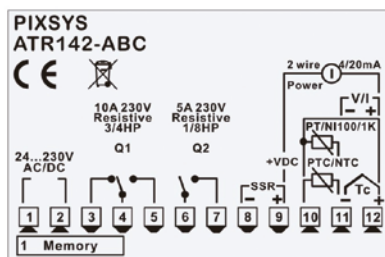 PIXSYS
ATR142-ABC
2 wire 4/20mA
I
Power
V/I
10A 230V 5A 230V
Resistive Resistive
3/4HP 1/8HP
Q1 Q2
PT/NI100/1K
PTC/NTC
24...230V
AC/DC
+VDC
SSR
Tc
- + - + - +
1 2 3 4 5 6 7 8 9 10 11 12
1 Memory